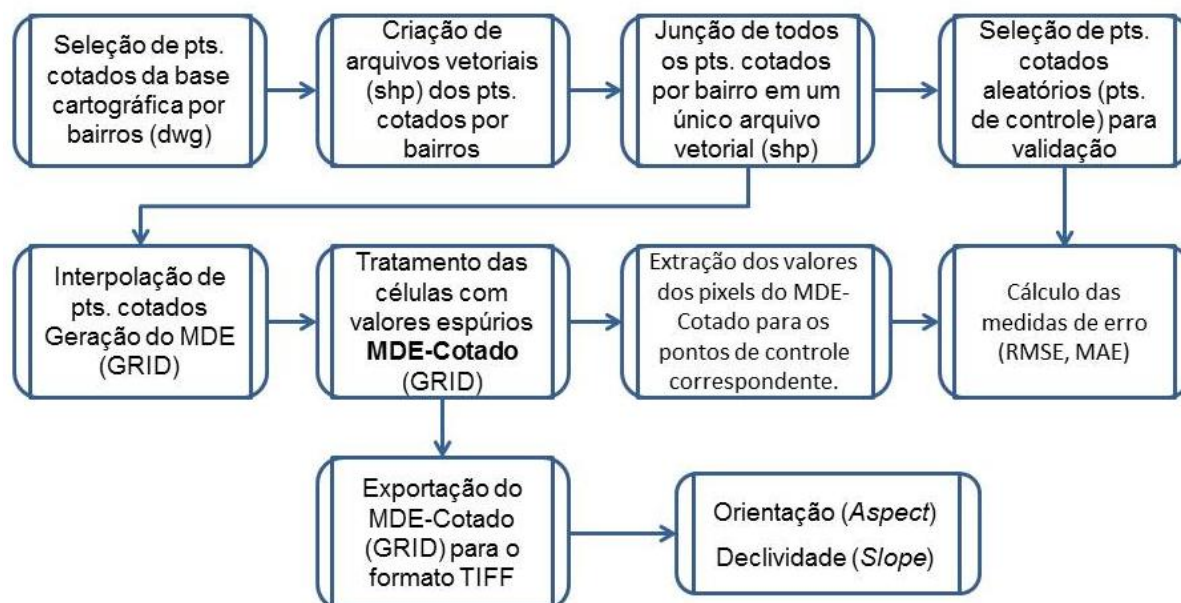 Seleção de pts.
cotados da base
cartográfica por
bairros (dwg)
Criação de
arquivos vetoriais
(shp) dos pts.
cotados por
bairros
Junção de todos
os pts. cotados
por bairro em um
único arquivo
vetorial (shp)
Seleção de pts.
cotados
aleatórios (pts.
de controle) para
validação
Interpolação de
pts. cotados
Geração do MDE
(GRID)
Tratamento das
células com
valores espúrios
MDE-Cotado
(GRID)
Extração dos valores
dos pixels do MDE-
Cotado para os
pontos de controle
correspondente.
Cálculo das
medidas de erro
(RMSE, MAE)
Exportação do
MDE-Cotado
(GRID) para o
formato TIFF
Orientação (Aspect)
Declividade (Slope)